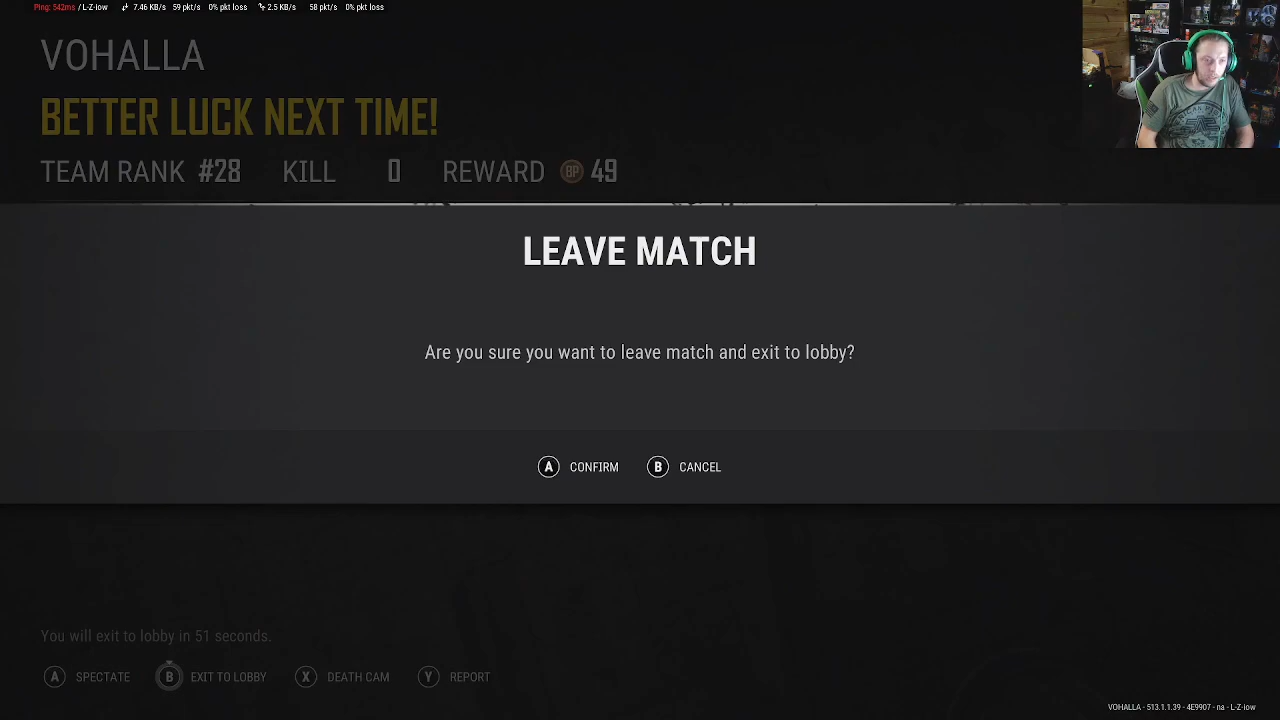 Ping: 542ms / L-Z-iow 7.46 KB/s 59 pkt/s 0% pkt loss 2.5 KB/s 58 pkt/s 0% pkt loss
VOHALLA
BETTER LUCK NEXT TIME!
TEAM RANK #28 KILL 0 REWARD BP 49
LEAVE MATCH
Are you sure you want to leave match and exit to lobby?
A CONFIRM B CANCEL
You will exit to lobby in 51 seconds.
A SPECTATE B EXIT TO LOBBY X DEATH CAM Y REPORT
VOHALLA - 513.1.1.39 - 4E9907 - na - L-Z-iow